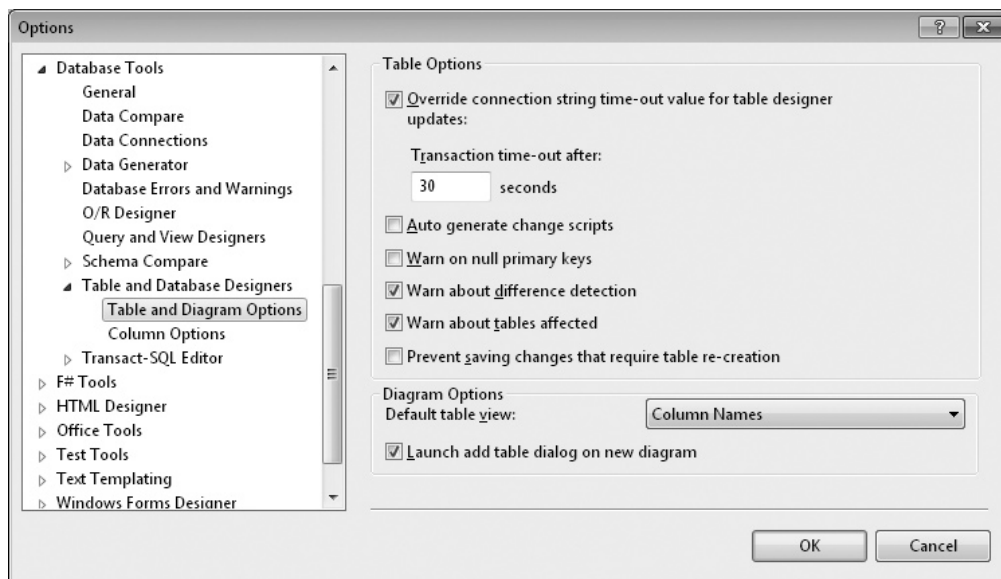 Options
Database Tools
General
Data Compare
Data Connections
Data Generator
Database Errors and Warnings
O/R Designer
Query and View Designers
Schema Compare
Table and Database Designers
Table and Diagram Options
Column Options
Transact-SQL Editor
F# Tools
HTML Designer
Office Tools
Test Tools
Text Templating
Windows Forms Designer
Table Options
Override connection string time-out value for table designer
updates:
Transaction time-out after:
30 seconds
Auto generate change scripts
Warn on null primary keys
Warn about difference detection
Warn about tables affected
Prevent saving changes that require table re-creation
Diagram Options
Default table view: Column Names
Launch add table dialog on new diagram
OK Cancel